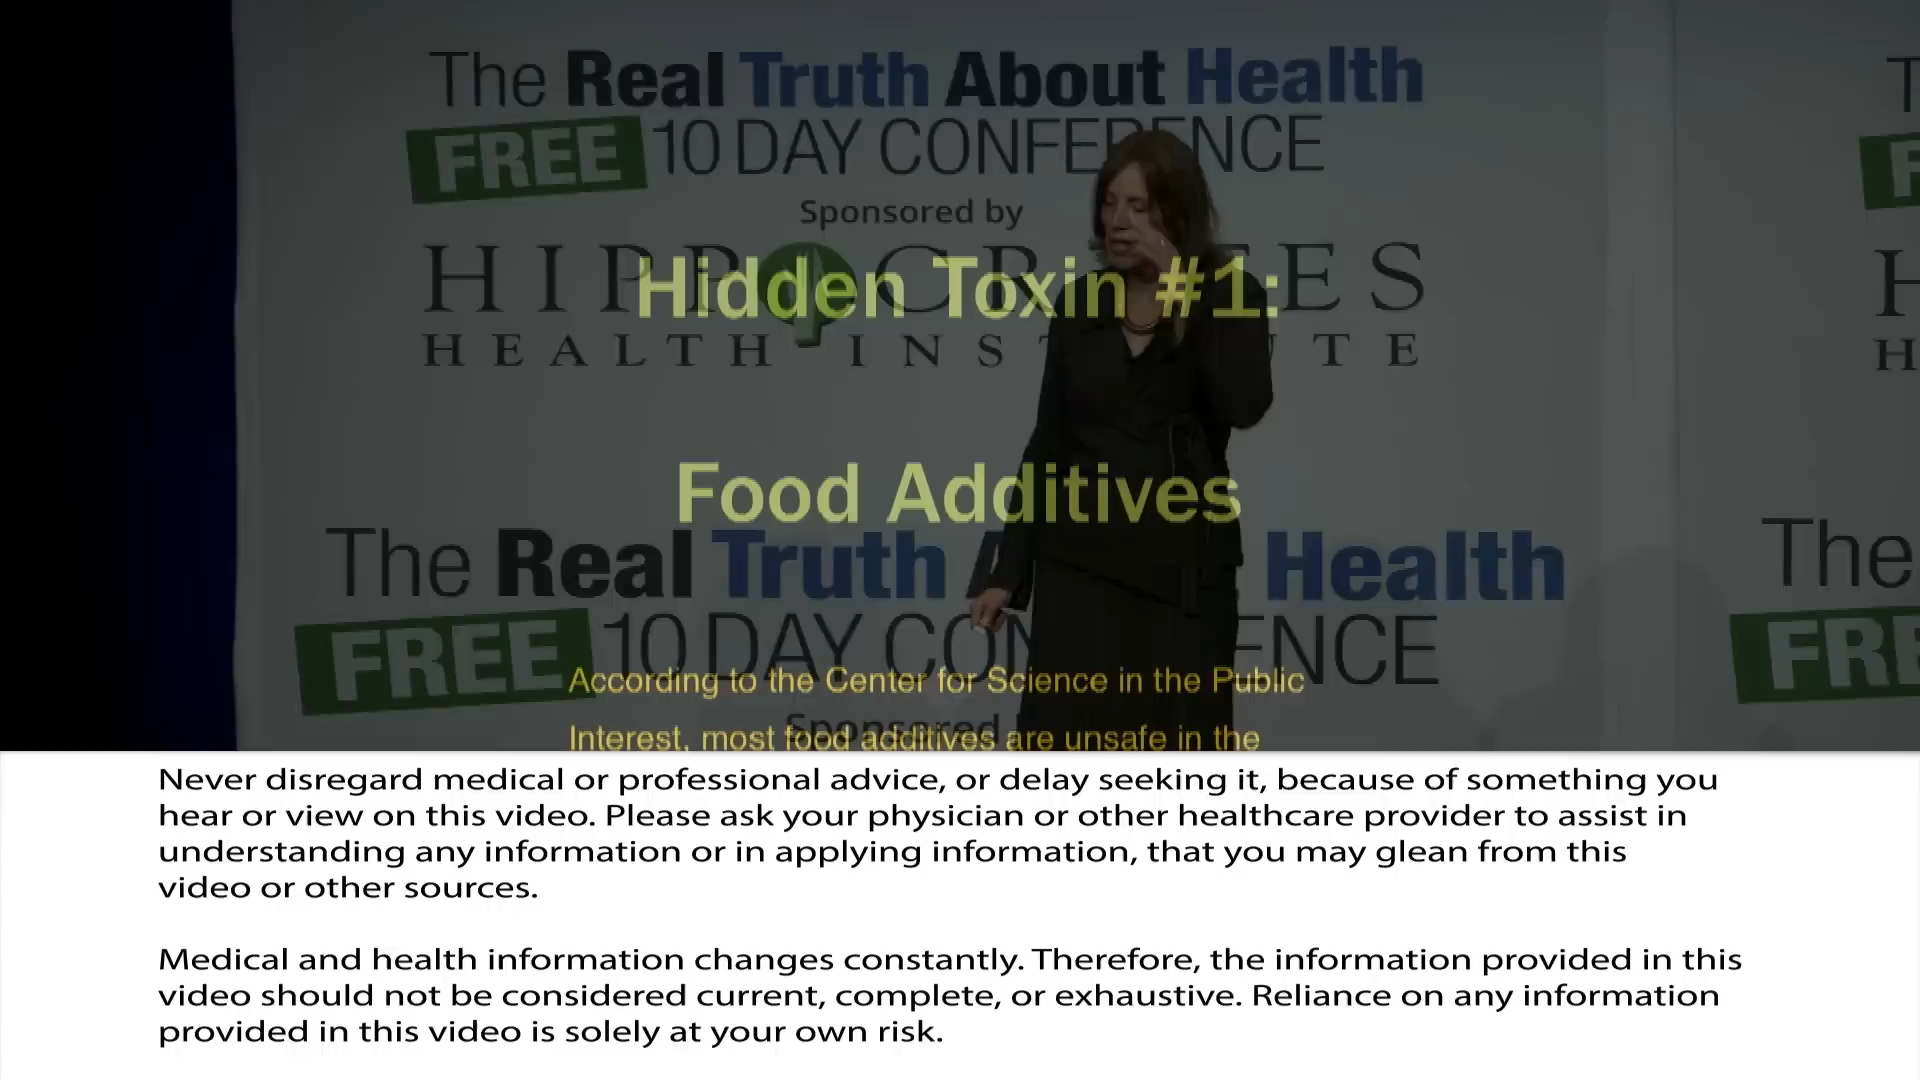 The Real Truth About Health
FREE 10 DAY CONFERENCE
Sponsored by
HIPPOCRATES
HEALTH INSTITUTE
Hidden Toxin #1:
Food Additives
The Real Truth Health
FREE 10 DAY CONFERENCE
Sponsored
According to the Center for Science in the Public
Interest, most food additives are unsafe in the
The
FRE
Never disregard medical or professional advice, or delay seeking it, because of something you
hear or view on this video. Please ask your physician or other healthcare provider to assist in
understanding any information or in applying information, that you may glean from this
video or other sources.
Medical and health information changes constantly. Therefore, the information provided in this
video should not be considered current, complete, or exhaustive. Reliance on any information
provided in this video is solely at your own risk.